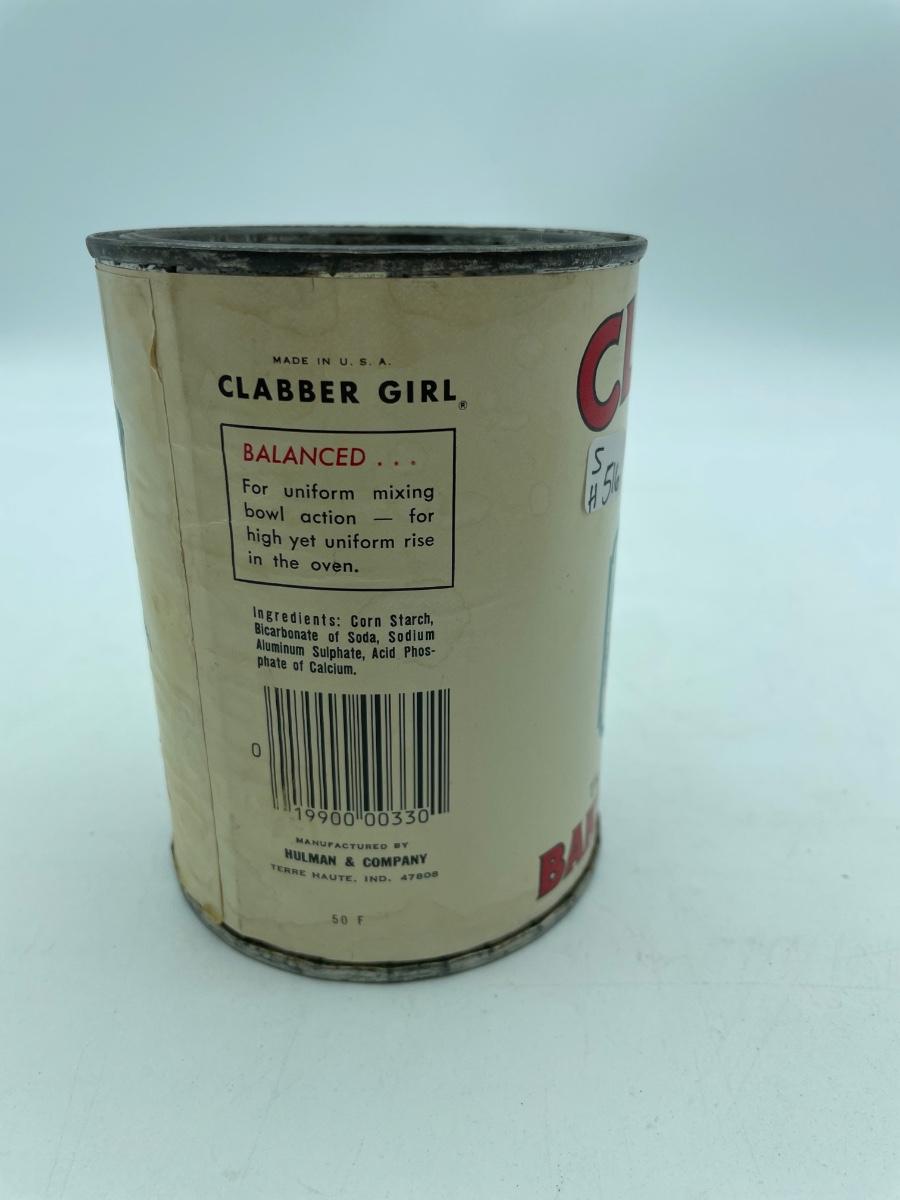 MADE IN U. S. A.
CLABBER GIRL®
BALANCED . . .
For uniform mixing
bowl action — for
high yet uniform rise
in the oven.
Ingredients: Corn Starch,
Bicarbonate of Soda, Sodium
Aluminum Sulphate, Acid Phos-
phate of Calcium.
0
19900 00330
MANUFACTURED BY
HULMAN & COMPANY
TERRE HAUTE, IND. 47808
50 F
C
S
H 516
BAK